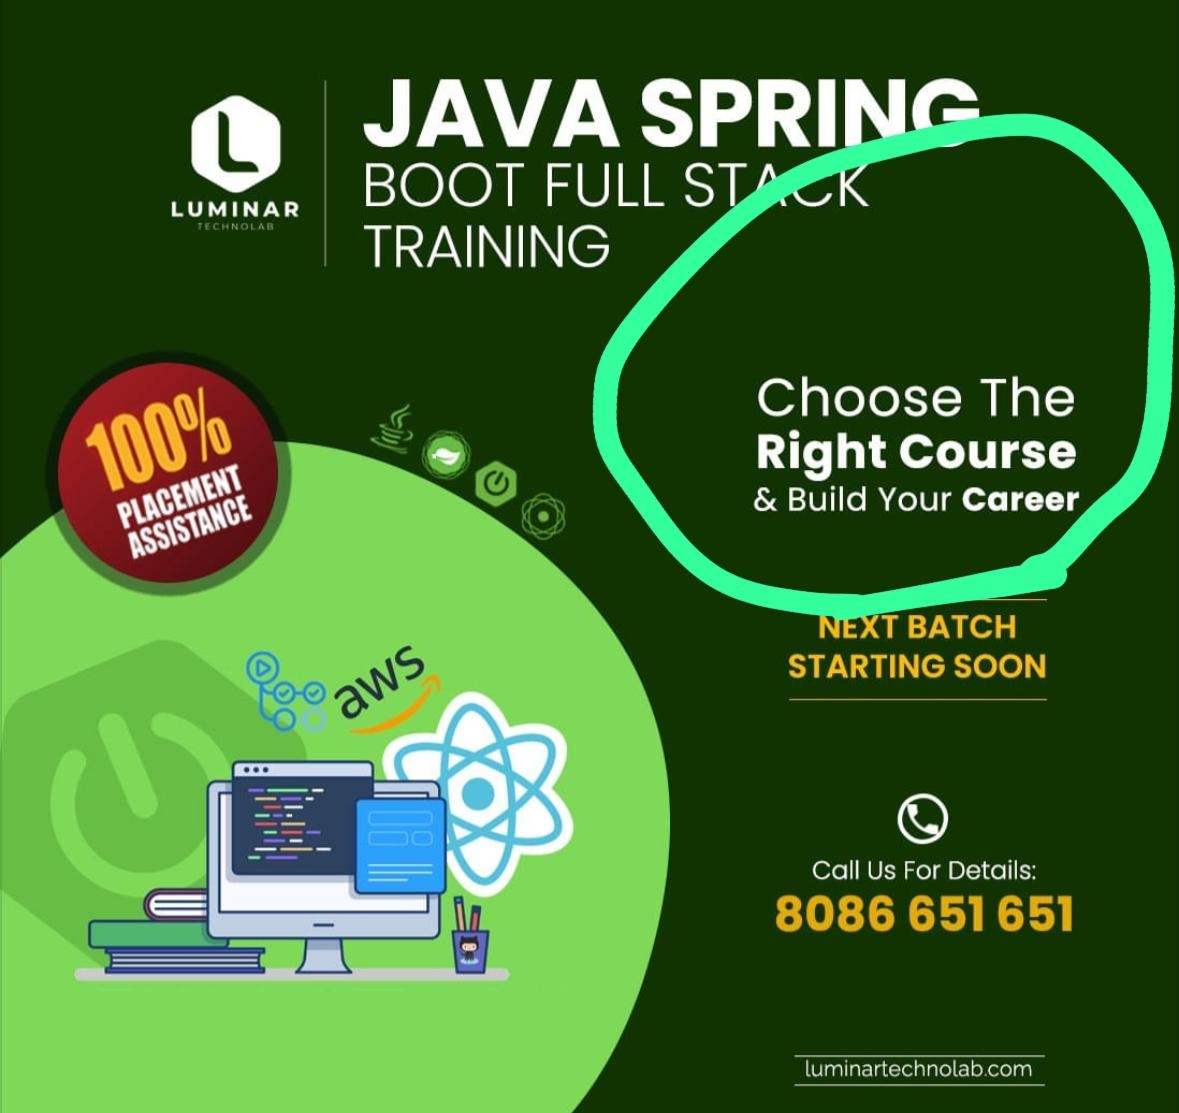 LUMINAR
TECHNOLAB
JAVA SPRING
BOOT FULL STACK
TRAINING
100%
PLACEMENT
ASSISTANCE
Choose The
Right Course
& Build Your Career
NEXT BATCH
STARTING SOON
aws
Call Us For Details:
8086 651 651
luminartechnolab.com